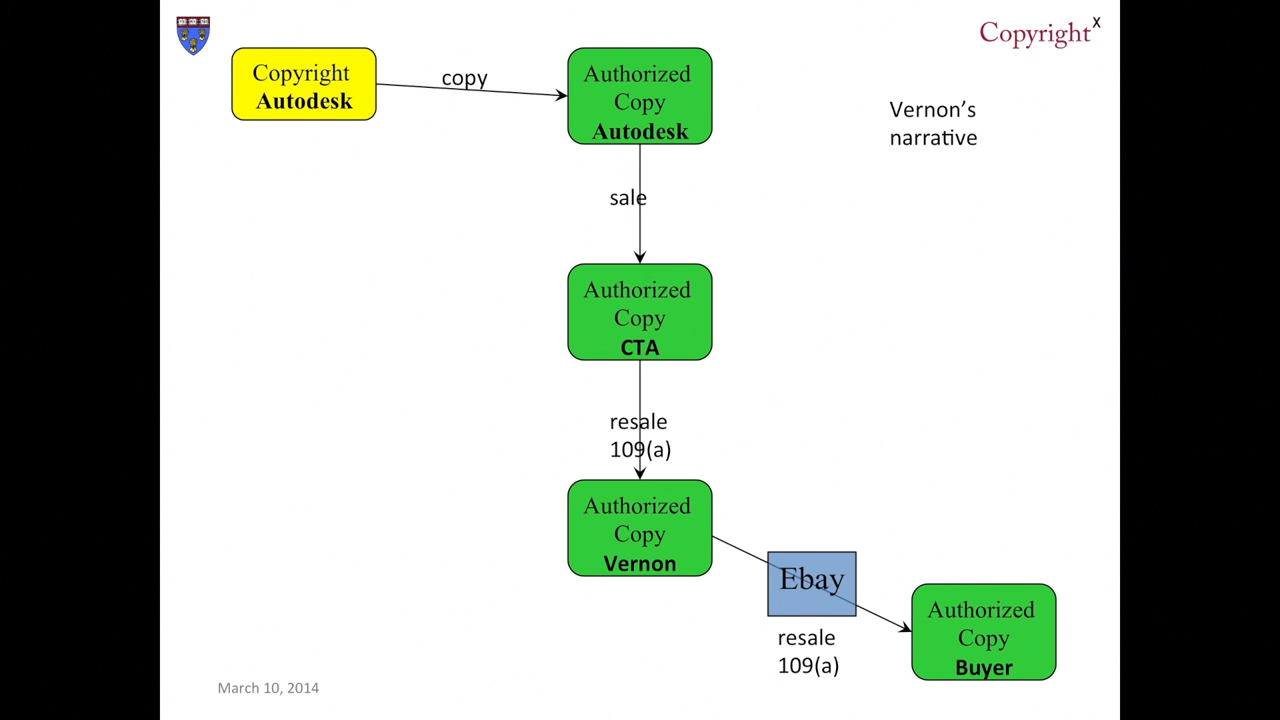 Copyright X
Copyright
Autodesk
copy
Authorized
Copy
Autodesk
Vernon's
narrative
sale
Authorized
Copy
CTA
resale
109(a)
Authorized
Copy
Vernon
Ebay
resale
109(a)
Authorized
Copy
Buyer
March 10, 2014